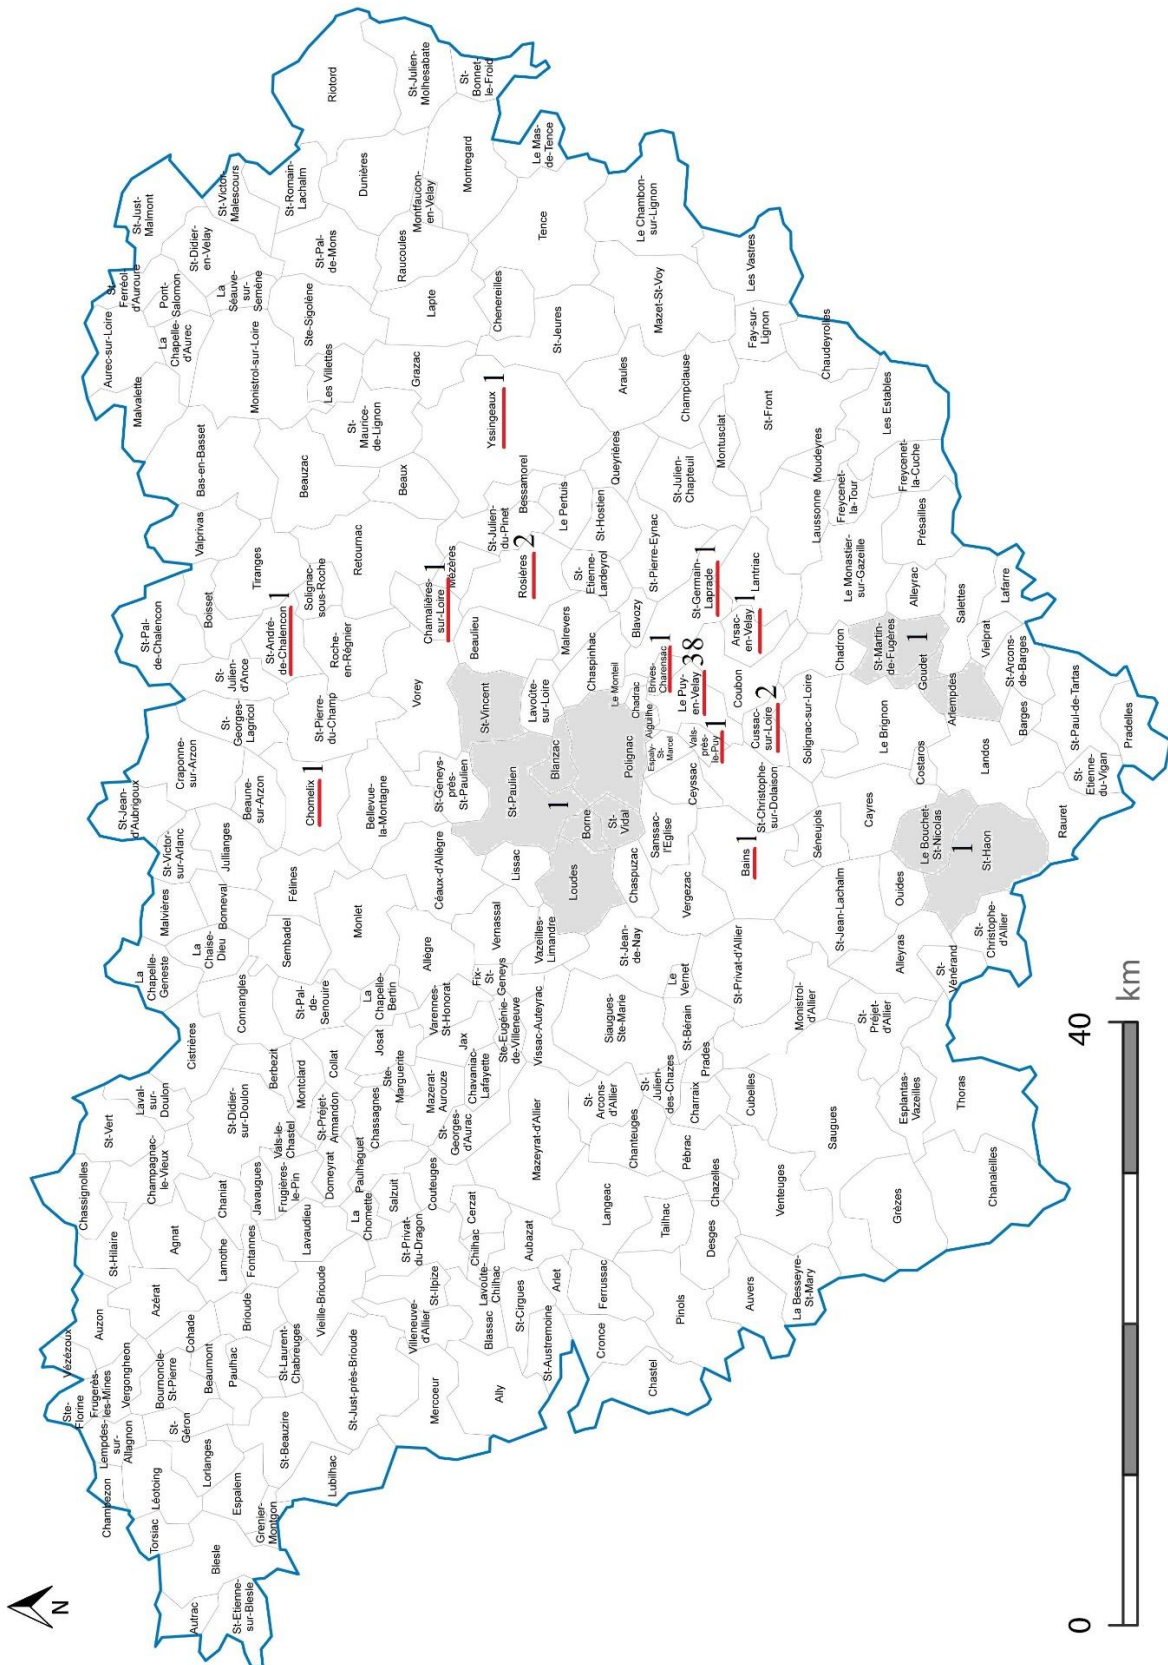 N
Autrac
St-Etienne-
sur-Blesle
Blesle
Torsiac
Chambezon
Léotoing
Grenier-
Montgon
Espalem
Lorlanges
Lempdes-
sur-
Allagnon
Ste-
Florine
Frugerès-
les-Mines
Vézézoux
Vergongheon
Bournoncle-
St-Pierre
St-
Géron
Lubilhac
St-Beauzire
Beaumont
Paulhac
Cohade
Auzon
Azérat
Brioude
St-Laurent-
Chabreuges
Vieille-Brioude
St-Just-près-Brioude
Mercoeur
Ally
Villeneuve-
d'Allier
St-Ilpize
Blassac
Lavoûte-
Chilhac
St-Cirgues
St-Austremoine
Arlet
Aubazat
Chilhac
Cerzat
Chastel
Cronce
Ferrussac
Pinols
Auvers
La Besseyre-
St-Mary
Desges
Tailhac
Langeac
St-Hilaire
Chassignolles
Agnat
Champagnac-
le-Vieux
St-Vert
Laval-
sur-
Doulon
Lamothe
Fontannes
Chaniat
Javaugues
Frugières-
le-Pin
Lavaudieu
Vals-le-
Chastel
St-Didier-
sur-Doulon
Domeyrat
La
Chomette
Paulhaguet
Salzuit
St-Privat-
du-Dragon
Couteuges
St-Préjet-
Armandon
Montclard
Berbezit
Collat
Chassagnes
Josat
Ste-
Marguerite
Mazerat-
Aurouze
St-
Georges-
d'Aurac
Jax
Chavaniac-
Lafayette
Mazeyrat-d'Allier
Ste-Eugénie-
de-Villeneuve
Vissac-Auteyrac
St-
Arcons-
d'Allier
Chanteuges
St-
Julien-
des-Chazes
Pébrac
Charraix
Chazelles
Prades
Cubelles
Venteuges
Saugues
Grèzes
Chanaleilles
Thoras
Esplantas-
Vazeilles
Cistrières
Connangles
La
Chapelle-
Geneste
La
Chaise-
Dieu
Malvières
Bonneval
Sembadel
St-Pal-
de-
Senouire
La
Chapelle-
Bertin
Monlet
Félines
Jullianges
St-Victor-
sur-Arlanc
St-Jean-
d'Aubrigoux
Craponne-
sur-Arzon
Beaune-
sur-Arzon
Chomelix 1
Varennes-
St-Honorat
Allègre
Fix-
St-
Geneys
Vernassal
Vazeilles-
Limandre
Céaux-d'Allègre
Lissac
Bellevue-
la-Montagne
St-Geneys-
près-
St-Paulien
St-Paulien
1
Loudes
Borne
St-
Vidal
Blanzac
Polignac
St-Vincent
Siaugues-
Ste-Marie
St-Bérain
Le
Vernet
St-Jean-
de-Nay
Chaspuzac
Sanssac-
l'Eglise
Vergezac
St-Privat-d'Allier
Monistrol-
d'Allier
St-
Préjet-
d'Allier
Alleyras
St-
Vénérand
St-
Christophe-
d'Allier
St-Jean-Lachalm
Ouides
Bains 1
Séneujols
Cayres
Le Bouchet-
St-Nicolas
1
St-Haon
Rauret
St-Christophe-
sur-Dolaison
Ceyssac
Espaly-
St-
Marcel
Vals-
près-
le-Puy 1
Aiguilhe
Le Puy-
en-Velay 38
Chadrac
Le Monteil
Brives-
Charensac 1
Coubon
Cussac-
sur-Loire 2
Solignac-sur-Loire
Le Brignon
Costaros
Landos
Barges
St-
Etienne-
du-Vigan
Pradelles
St-Paul-de-Tartas
St-Arcons-
de-Barges
Vielprat
Arlempdes
Goudet
1
St-Martin-
de-Fugères
Chadron
Salettes
Lafarre
Alleyrac
Présailles
Le Monastier-
sur-Gazeille
St-
Georges-
Lagricol
St-Pierre-
du-Champ
St-
Julien-
d'Ance
St-Pal-
de-Chalencon
Boisset
St-André-
de-Chalencon 1
Tiranges
Solignac-
sous-Roche
Roche-
en-Régnier
Vorey
Retournac
Chamalières-
sur-Loire 1
Mézères
Beaulieu
Lavoûte-
sur-Loire
Malrevers
Chaspinhac
Rosières 2
St-Julien-
du-Pinet
Bessamorel
Le Pertuis
St-
Etienne-
Lardeyrol
St-Hostien
Blavozy
St-Pierre-Eynac
St-Germain-
Laprade 1
Arsac-
en-Velay 1
Lantriac
St-Julien-
Chapteuil
Queyrières
Laussonne
Freycenet-
la-Tour
Freycenet-
la-Cuche
Moudeyres
Les Estables
Valprivas
Bas-en-Basset
Beauzac
Beaux
Malvalette
Aurec-sur-Loire
St-
Ferréol-
d'Auroure
La
Chapelle-
d'Aurec
Pont-
Salomon
Monistrol-sur-Loire
Les Villettes
St-
Maurice-
de-Lignon
Grazac
Yssingeaux 1
Ste-Sigolène
La
Séauve-
sur-
Semène
St-Didier-
en-Velay
St-Just-
Malmont
St-Victor-
Malescours
St-Romain-
Lachalm
St-Pal-
de-Mons
Lapte
Raucoules
Dunières
Montfaucon-
en-Velay
Riotord
St-Julien-
Molhesabate
St-
Bonnet-
le-Froid
Montregard
Chenereilles
St-Jeures
Tence
Le Mas-
de-Tence
Araules
Mazet-St-Voy
Le Chambon-
sur-Lignon
Champclause
Montusclat
St-Front
Fay-sur-
Lignon
Les Vastres
Chaudeyrolles
0
40
km